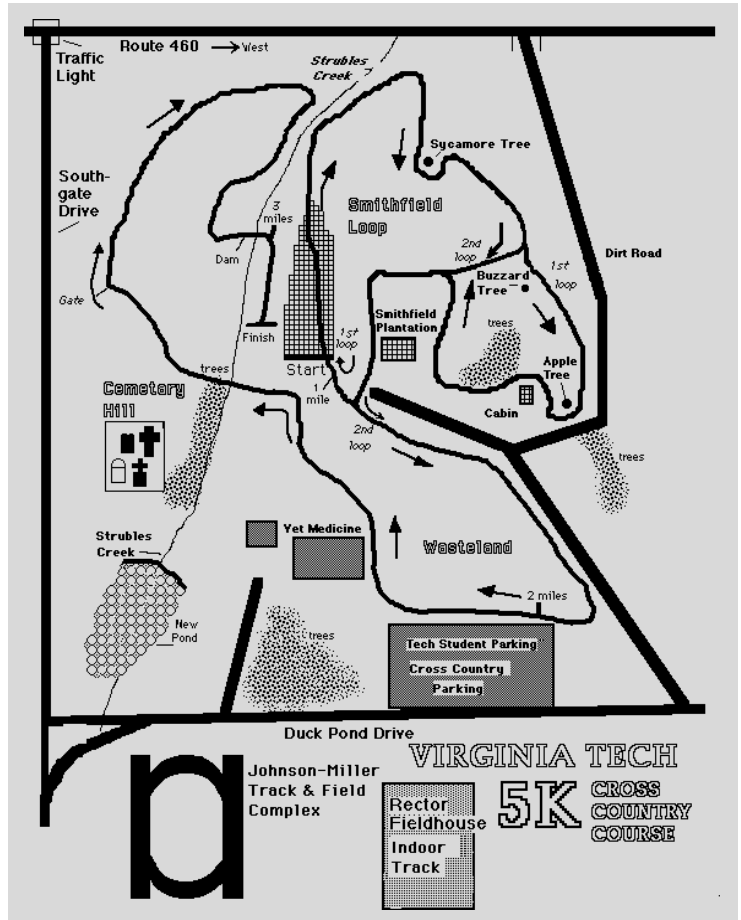 Route 460
West
Traffic
Light
Strubles
Creek
Sycamore Tree
South-
gate
Drive
3
miles
Smithfield
Loop
2nd
loop
Dam
Dirt Road
1st
loop
Buzzard
Tree
Gate
Smithfield
Plantation
trees
Finish
1st
loop
Start
Apple
Tree
trees
1
mile
Cemetary
Hill
Cabin
2nd
loop
trees
Yet Medicine
Wasteland
Strubles
Creek
2 miles
New
Pond
trees
Tech Student Parking
Cross Country
Parking
Duck Pond Drive
VIRGINIA TECH
5K
CROSS
COUNTRY
COURSE
Johnson-Miller
Track & Field
Complex
Rector
Fieldhouse
Indoor
Track